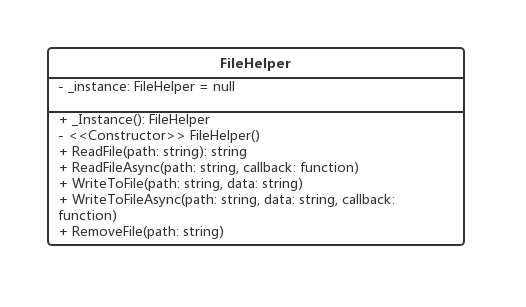 FileHelper
- _instance: FileHelper = null
+ _Instance(): FileHelper
- <<Constructor>> FileHelper()
+ ReadFile(path: string): string
+ ReadFileAsync(path: string, callback: function)
+ WriteToFile(path: string, data: string)
+ WriteToFileAsync(path: string, data: string, callback:
function)
+ RemoveFile(path: string)